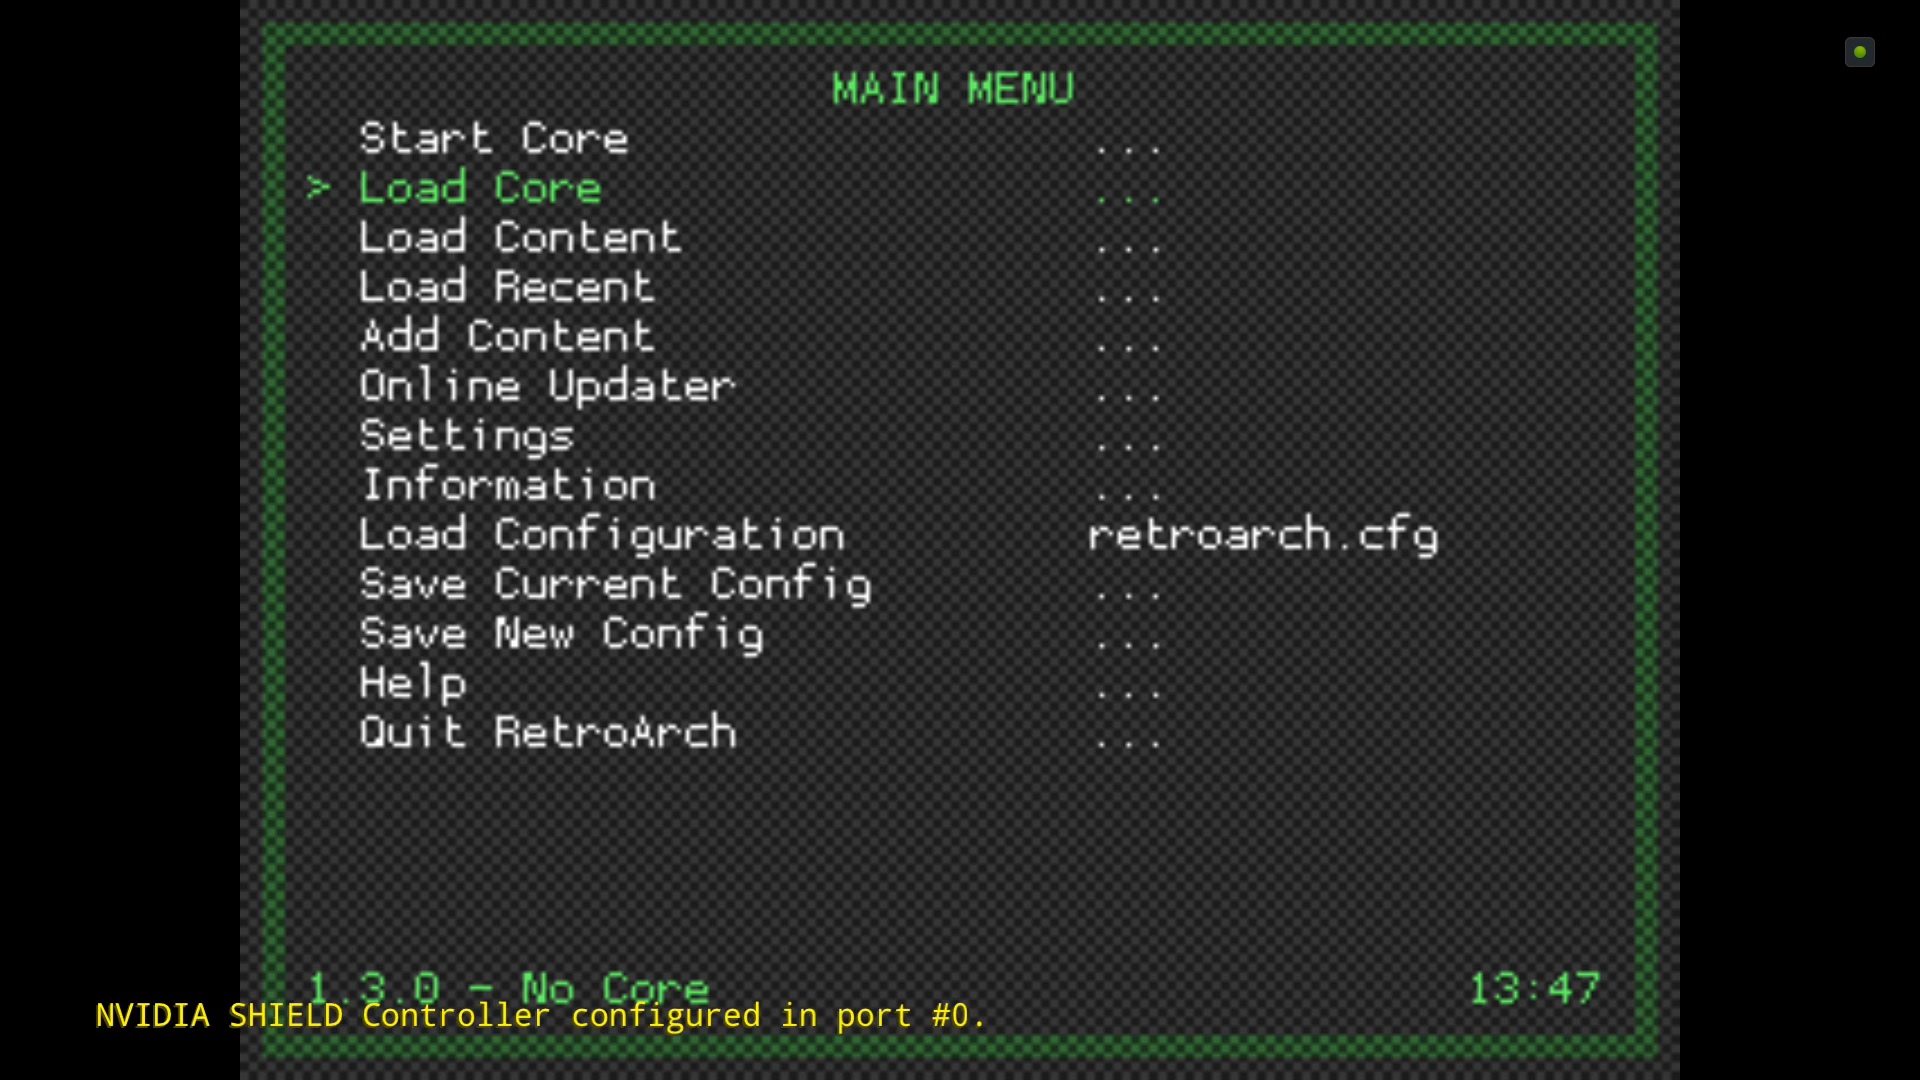 MAIN MENU
Start Core ...
> Load Core ...
Load Content ...
Load Recent ...
Add Content ...
Online Updater ...
Settings ...
Information ...
Load Configuration retroarch.cfg
Save Current Config ...
Save New Config ...
Help ...
Quit RetroArch ...
1.3.0 - No Core 13:47
NVIDIA SHIELD Controller configured in port #0.